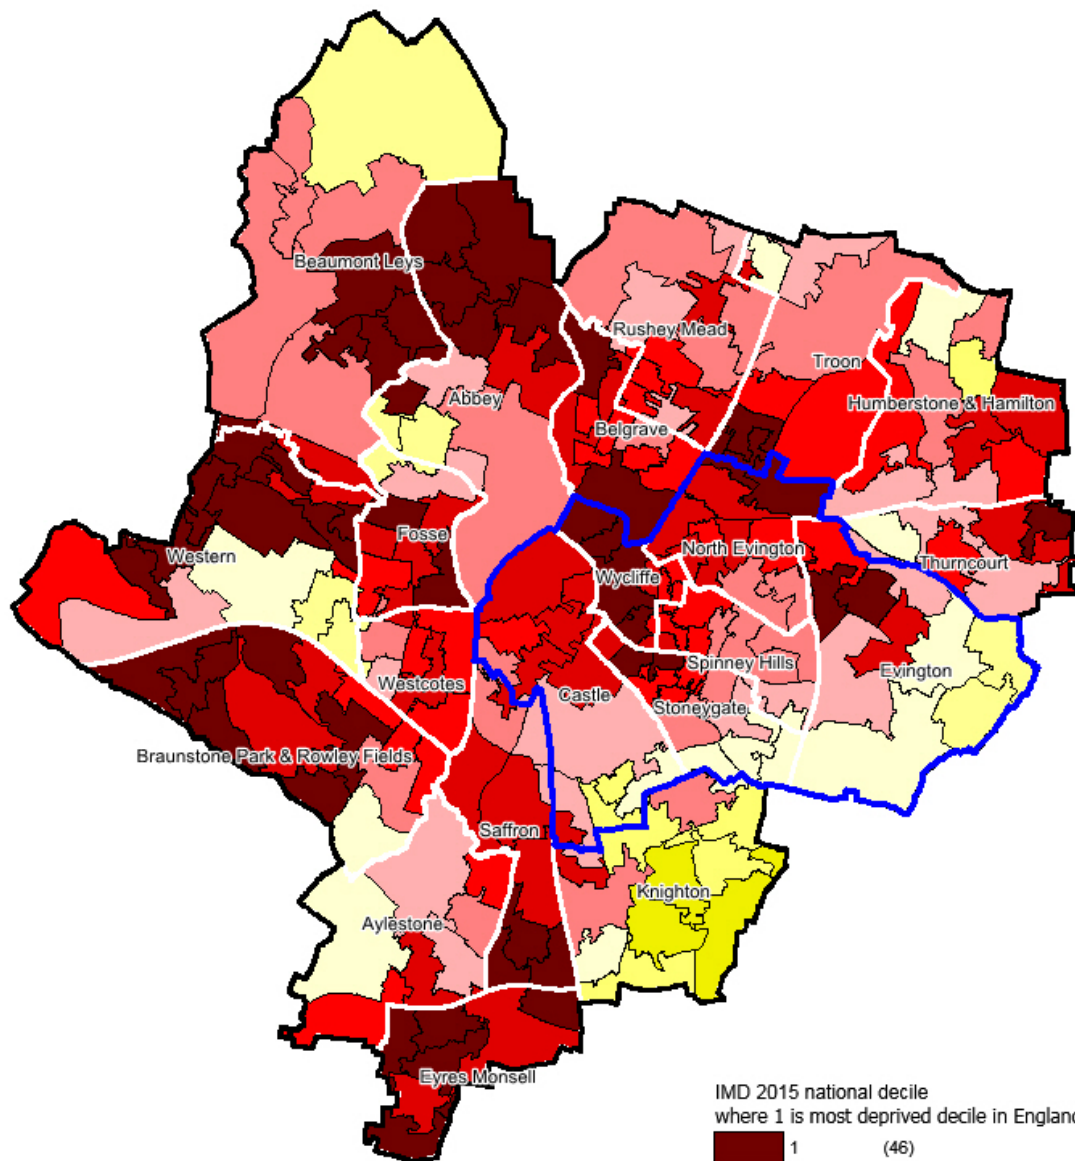 Beaumont Leys
Rushey Mead
Troon
Abbey
Humberstone & Hamilton
Belgrave
Fosse
North Evington
Western
Wycliffe
Thurncourt
Spinney Hills
Evington
Westcotes
Castle
Stoneygate
Braunstone Park & Rowley Fields
Saffron
Knighton
Aylestone
Eyres Monsell
IMD 2015 national decile
where 1 is most deprived decile in England
1 (46)